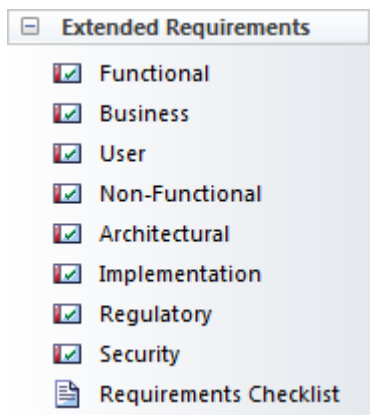 Extended Requirements
Functional
Business
User
Non-Functional
Architectural
Implementation
Regulatory
Security
Requirements Checklist